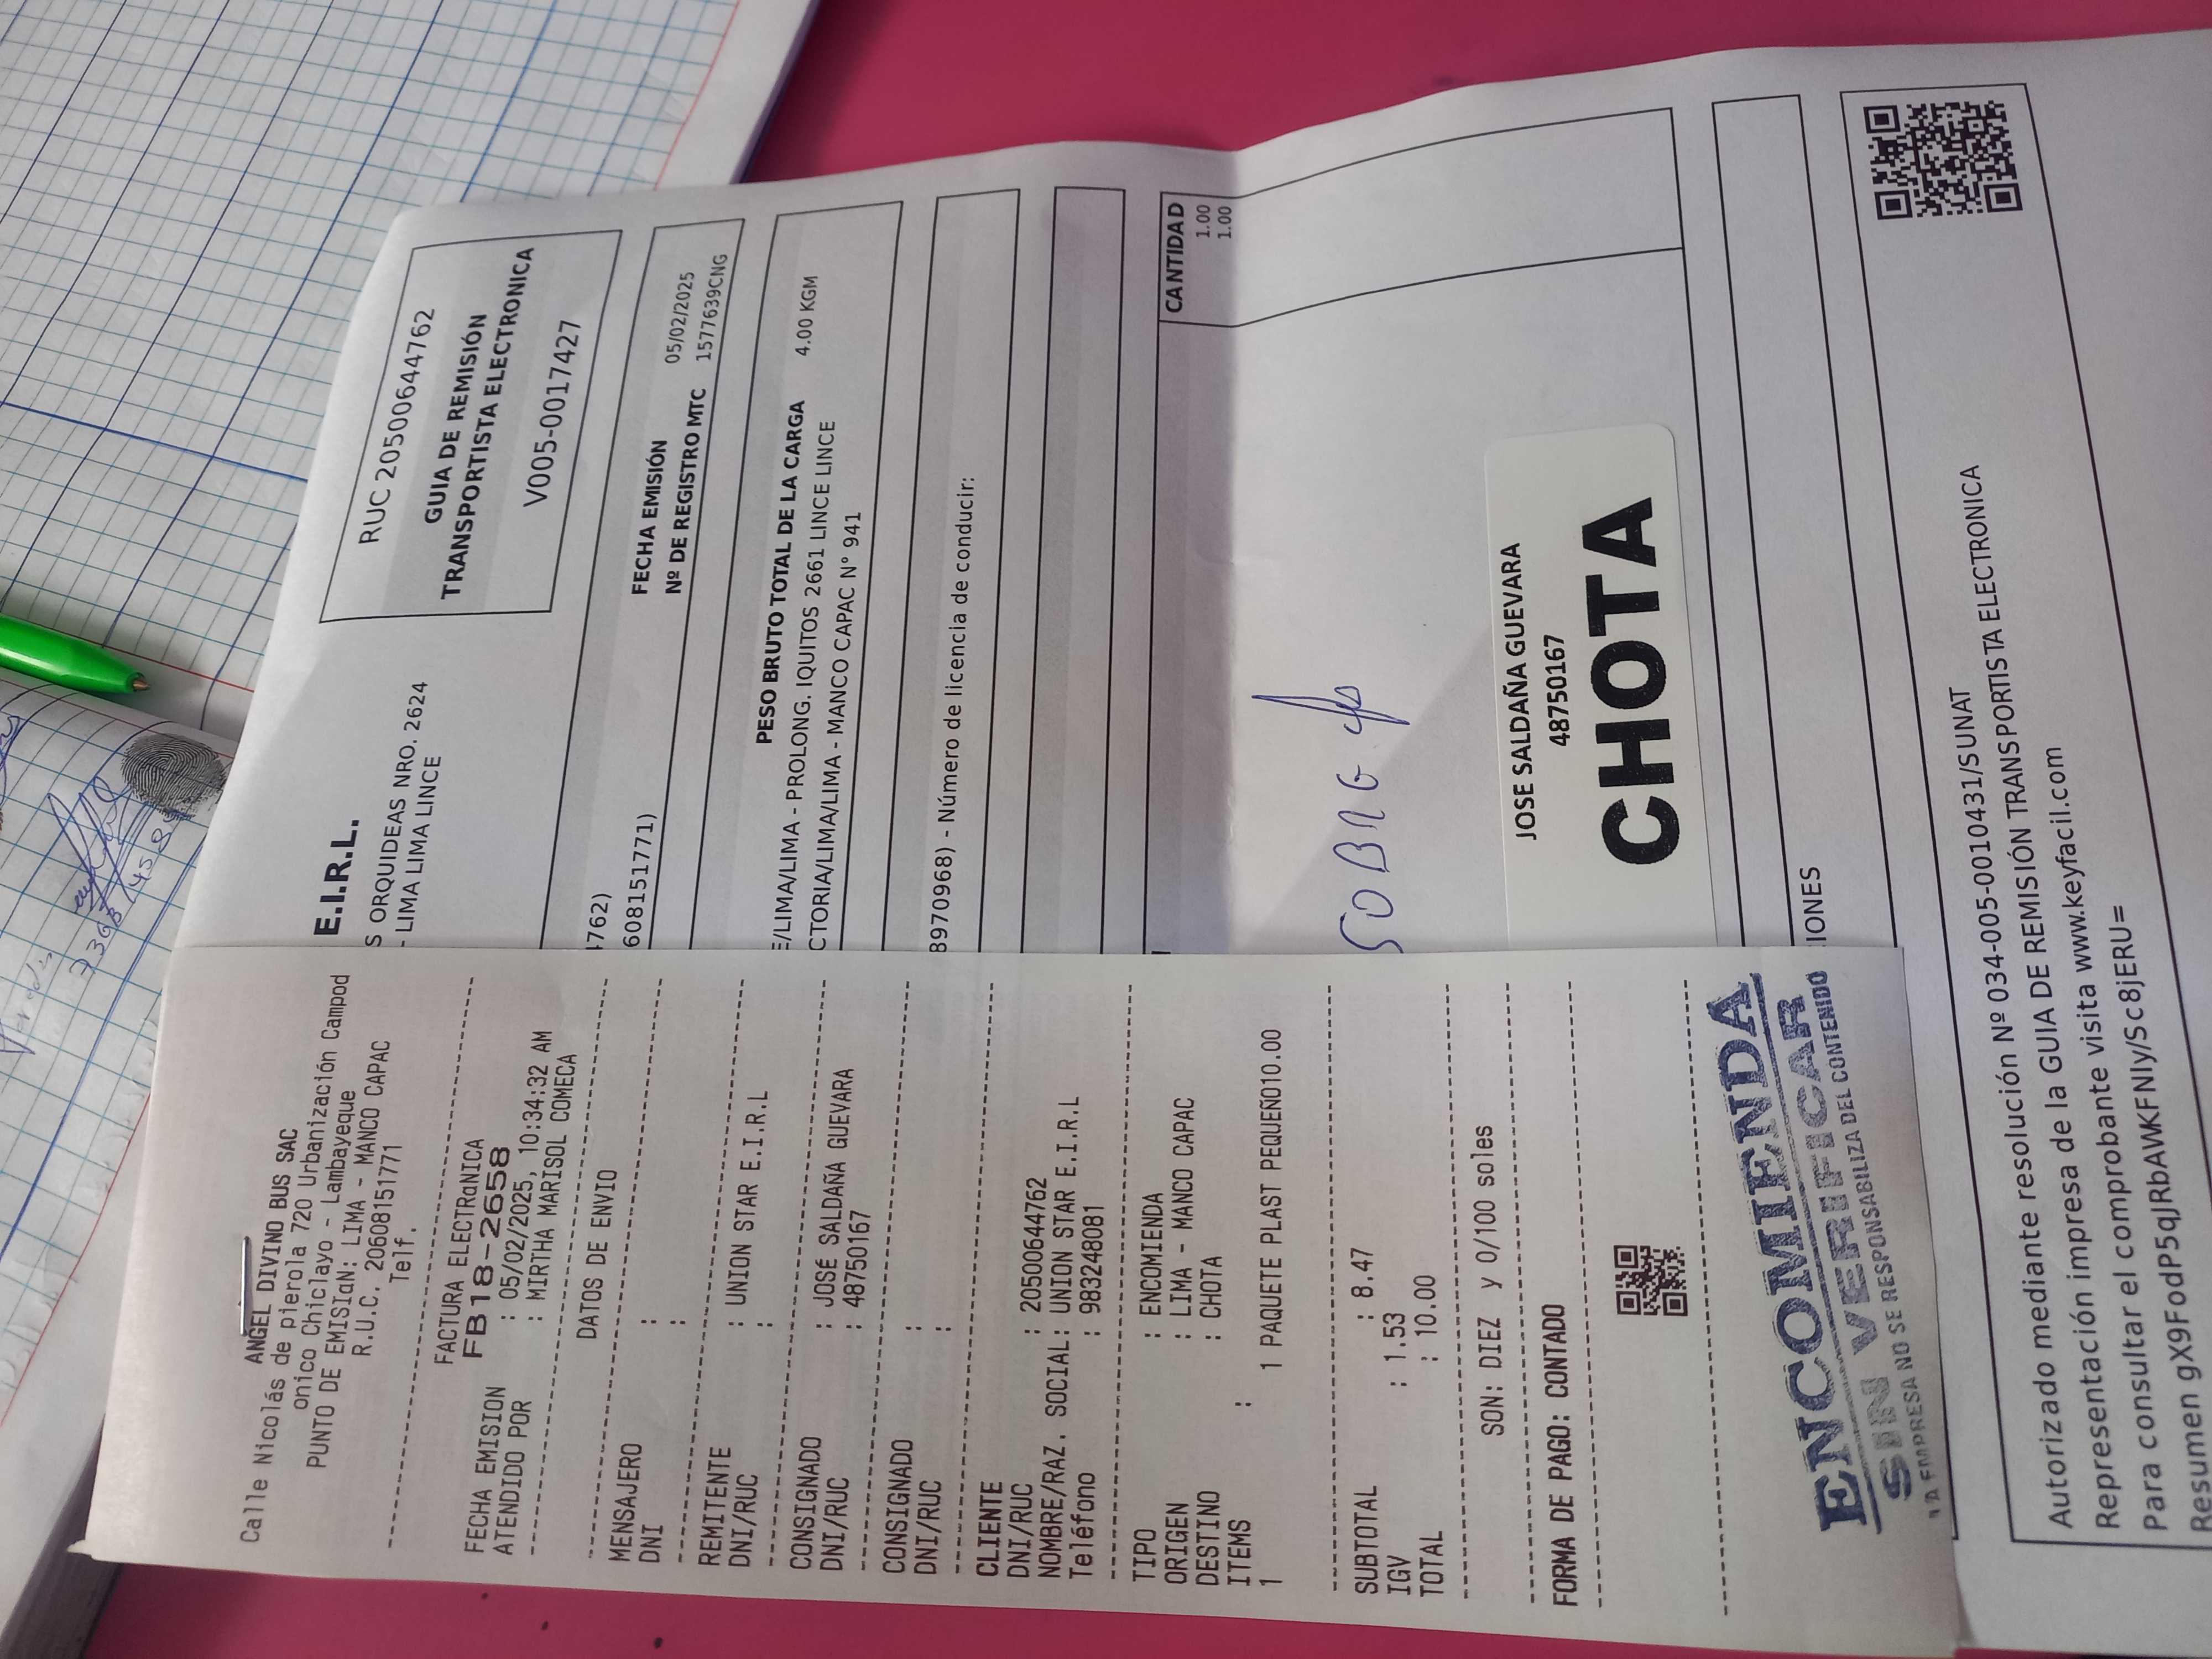 ANGEL DIVINO BUS SAC
Calle Nicolás de pierola 720 Urbanización Campod
onico Chiclayo - Lambayeque
PUNTO DE EMISIαN: LIMA - MANCO CAPAC
R.U.C. 20608151771
Telf.
FACTURA ELECTRαNICA
FB18-2658
FECHA EMISION : 05/02/2025, 10:34:32 AM
ATENDIDO POR : MIRTHA MARISOL COMECA
DATOS DE ENVIO
MENSAJERO :
DNI :
REMITENTE : UNION STAR E.I.R.L
DNI/RUC :
CONSIGNADO : JOSÉ SALDAÑA GUEVARA
DNI/RUC : 48750167
CONSIGNADO :
DNI/RUC :
CLIENTE
DNI/RUC : 20500644762
NOMBRE/RAZ. SOCIAL: UNION STAR E.I.R.L
Teléfono : 983248081
TIPO : ENCOMIENDA
ORIGEN : LIMA - MANCO CAPAC
DESTINO : CHOTA
ITEMS :
1 1 PAQUETE PLAST PEQUEÑO10.00
SUBTOTAL : 8.47
IGV : 1.53
TOTAL : 10.00
SON: DIEZ y 0/100 soles
FORMA DE PAGO: CONTADO
ENCOMIENDA
SIN VERIFICAR
LA EMPRESA NO SE RESPONSABILIZA DEL CONTENIDO
E.I.R.L.
S ORQUIDEAS NRO. 2624
- LIMA LIMA LINCE
RUC 20500644762
GUIA DE REMISIÓN
TRANSPORTISTA ELECTRONICA
V005-0017427
4762)
608151771)
FECHA EMISIÓN 05/02/2025
Nº DE REGISTRO MTC 1577639CNG
PESO BRUTO TOTAL DE LA CARGA 4.00 KGM
E/LIMA/LIMA - PROLONG. IQUITOS 2661 LINCE LINCE
CTORIA/LIMA/LIMA - MANCO CAPAC N° 941
8970968) - Número de licencia de conducir:
CANTIDAD
1.00
1.00
SOBRE
JOSE SALDAÑA GUEVARA
48750167
CHOTA
IONES
Autorizado mediante resolución Nº 034-005-0010431/SUNAT
Representación impresa de la GUIA DE REMISIÓN TRANSPORTISTA ELECTRONICA
Para consultar el comprobante visita www.keyfacil.com
Resumen gX9FodP5qJRbAWKFNIy/Sc8jERU=